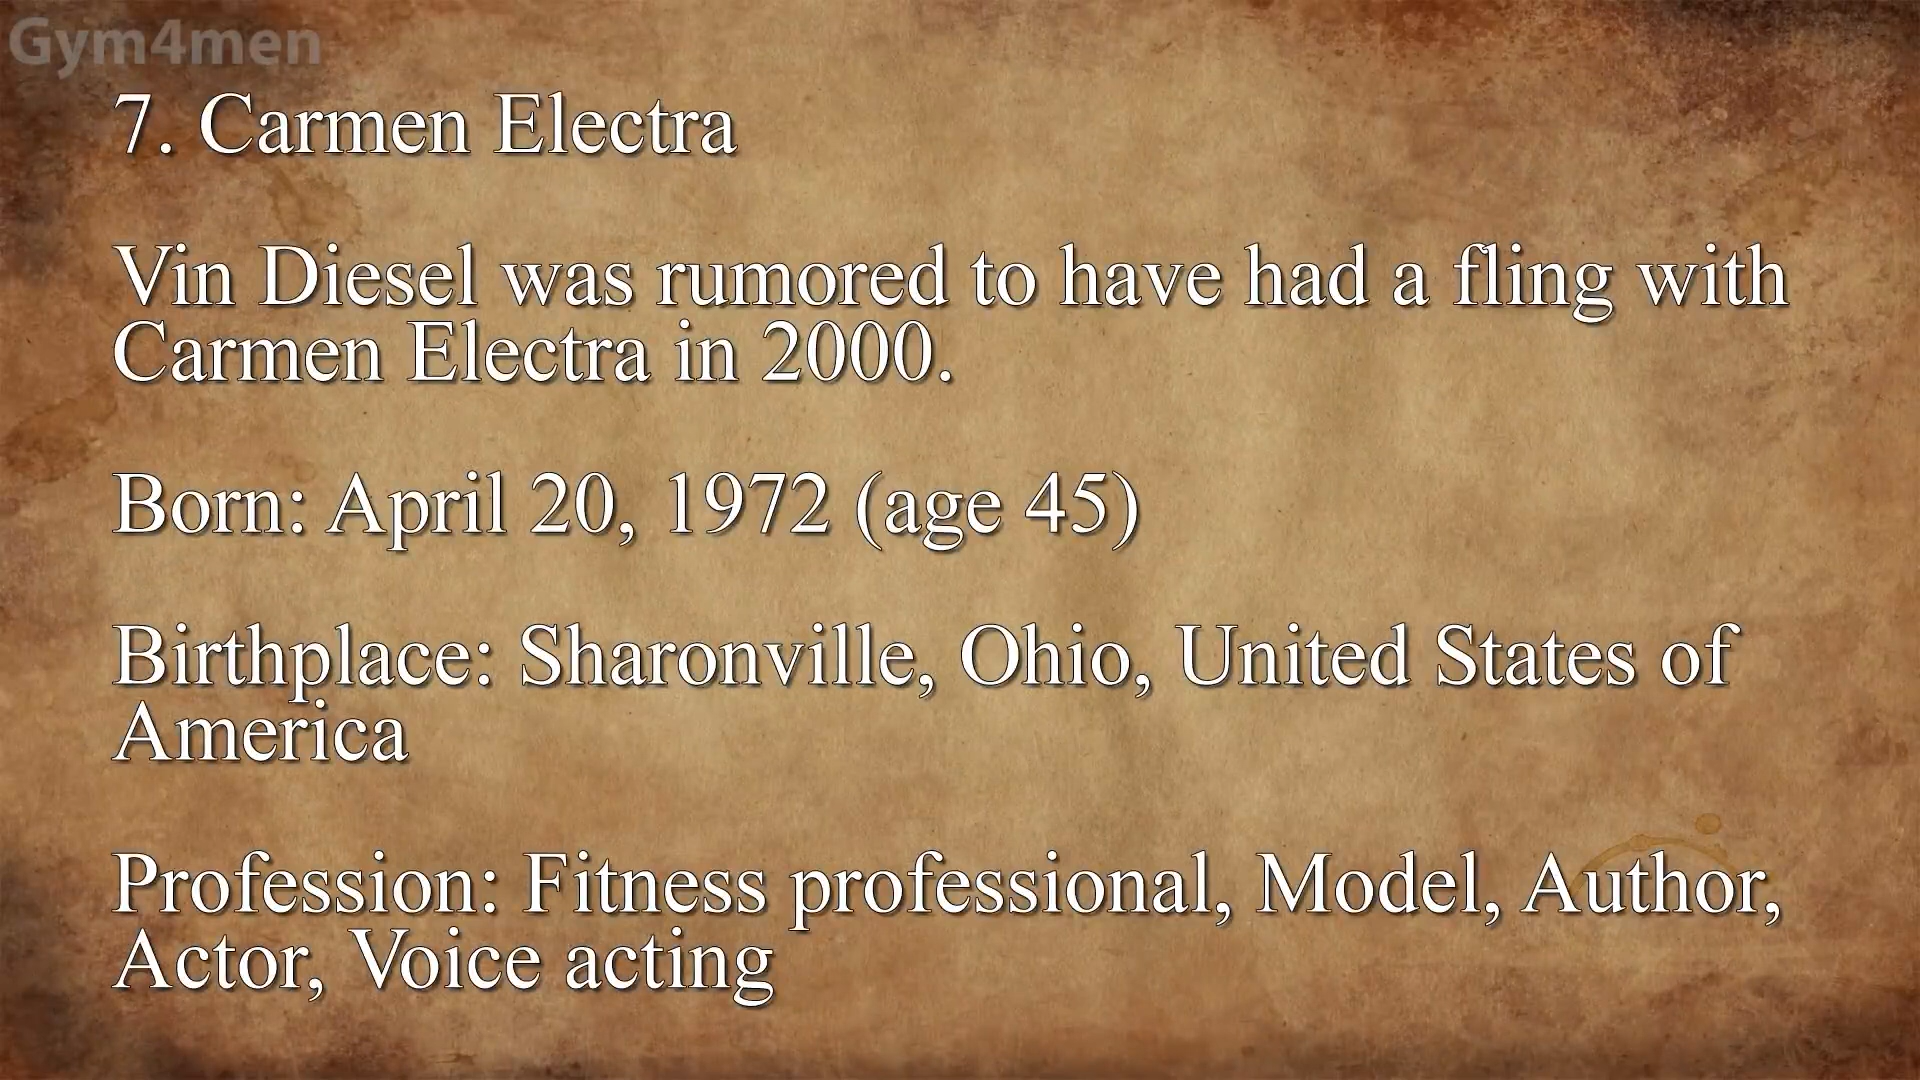 Gym4men
7. Carmen Electra
Vin Diesel was rumored to have had a fling with
Carmen Electra in 2000.
Born: April 20, 1972 (age 45)
Birthplace: Sharonville, Ohio, United States of
America
Profession: Fitness professional, Model, Author,
Actor, Voice acting